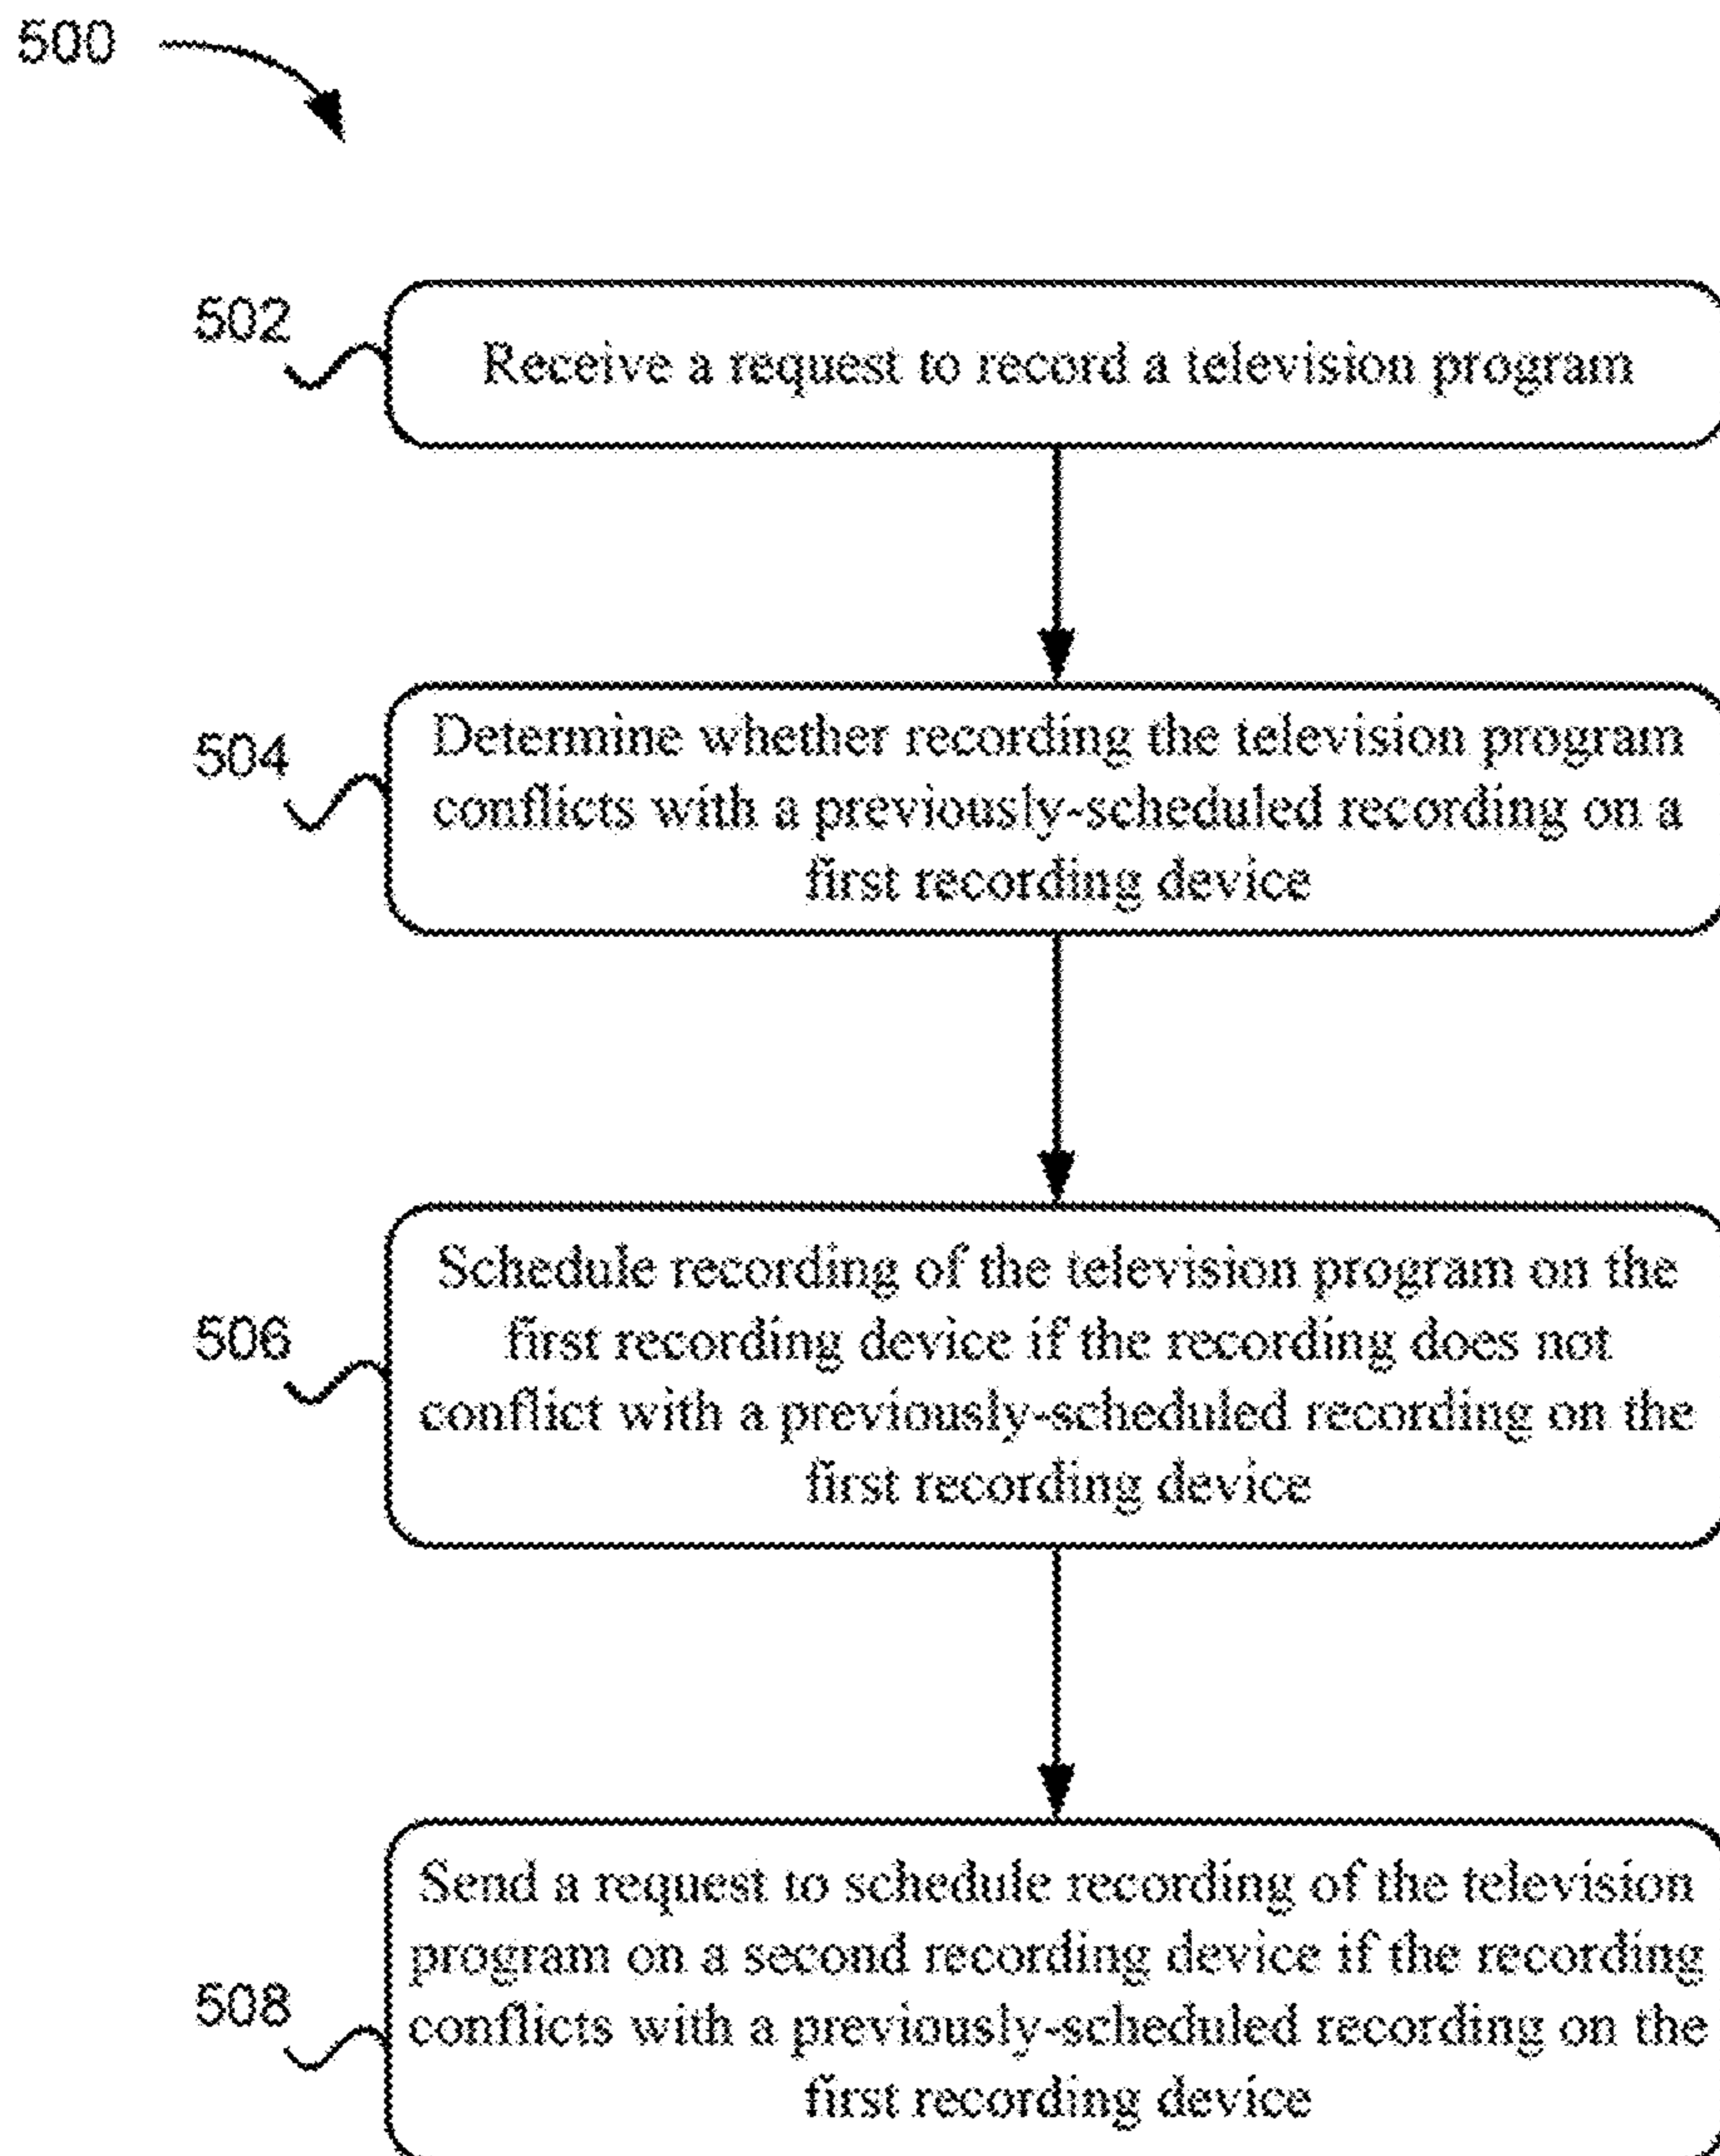 500
502
Receive a request to record a television program
504
Determine whether recording the television program
conflicts with a previously-scheduled recording on a
first recording device
506
Schedule recording of the television program on the
first recording device if the recording does not
conflict with a previously-scheduled recording on the
first recording device
508
Send a request to schedule recording of the television
program on a second recording device if the recording
conflicts with a previously-scheduled recording on the
first recording device